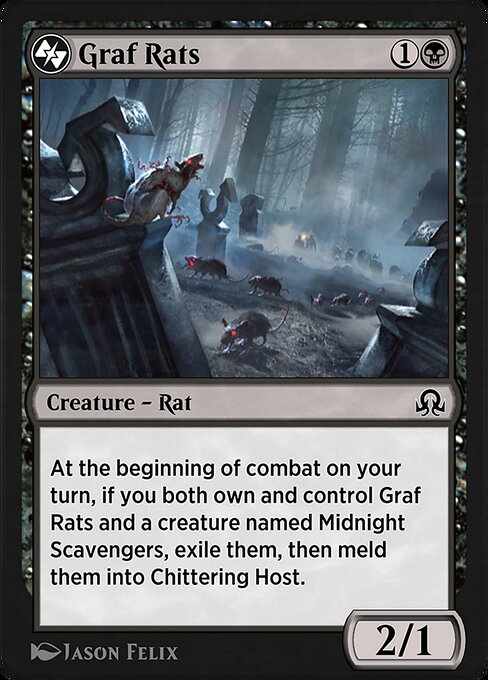 Graf Rats 1
Creature – Rat
At the beginning of combat on your
turn, if you both own and control Graf
Rats and a creature named Midnight
Scavengers, exile them, then meld
them into Chittering Host.
2/1
Jason Felix